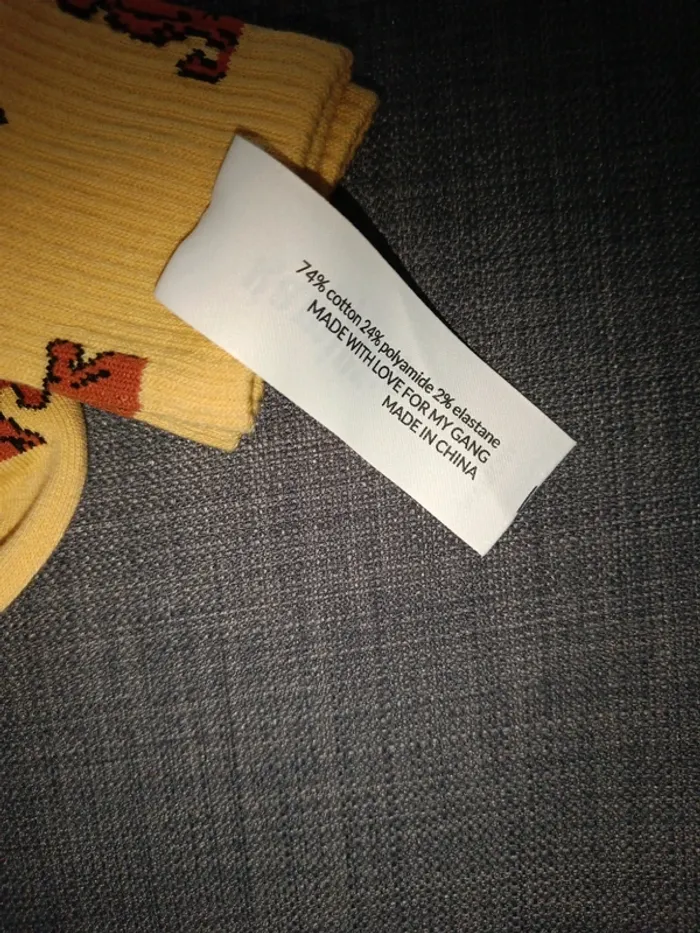 74% cotton 24% polyamide 2% elastane
MADE WITH LOVE FOR MY GANG
MADE IN CHINA